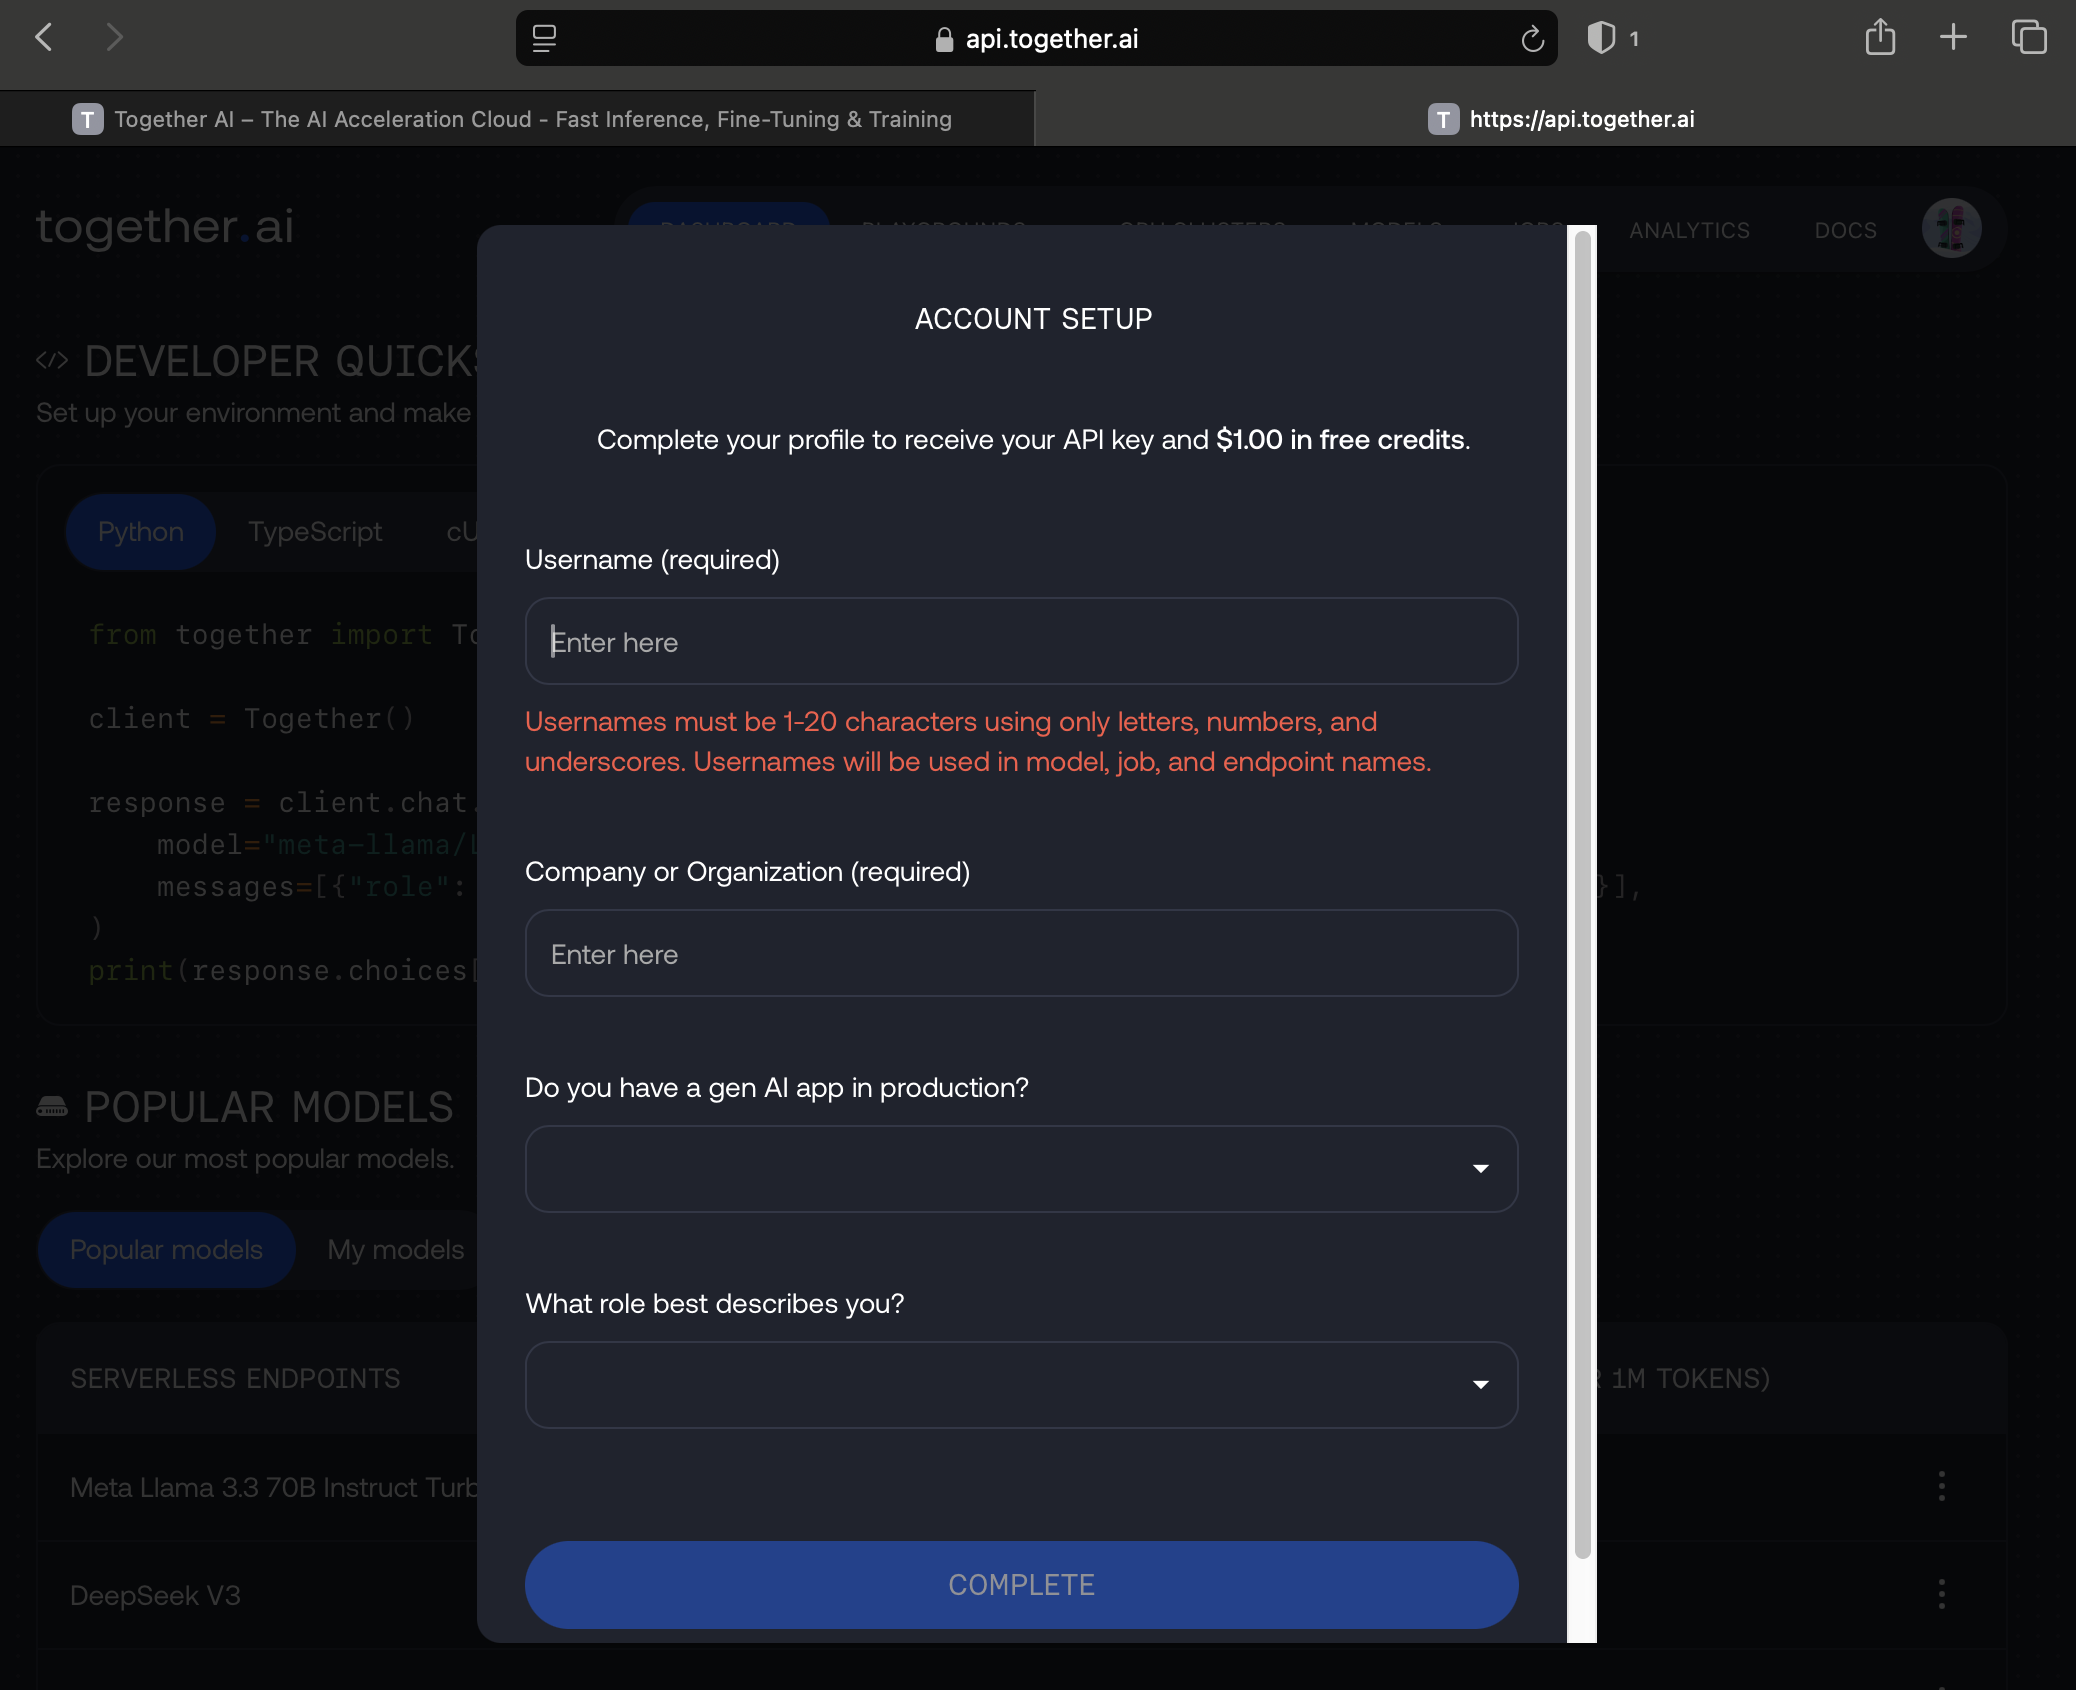 api.together.ai
1
T Together AI – The AI Acceleration Cloud - Fast Inference, Fine-Tuning & Training
T https://api.together.ai
together.ai
DASHBOARD PLAYGROUNDS GPU CLUSTERS MODELS JOBS ANALYTICS DOCS
ACCOUNT SETUP
</> DEVELOPER QUICKS
Set up your environment and make
Complete your profile to receive your API key and $1.00 in free credits.
Python TypeScript cU
Username (required)
Enter here
from together import To
client = Together()
Usernames must be 1-20 characters using only letters, numbers, and
underscores. Usernames will be used in model, job, and endpoint names.
response = client.chat.
model="meta-llama/L
messages=[{"role": }],
)
print(response.choices[
Company or Organization (required)
Enter here
Do you have a gen AI app in production?
POPULAR MODELS
Explore our most popular models.
Popular models My models
What role best describes you?
SERVERLESS ENDPOINTS R 1M TOKENS)
Meta Llama 3.3 70B Instruct Turb
DeepSeek V3
COMPLETE